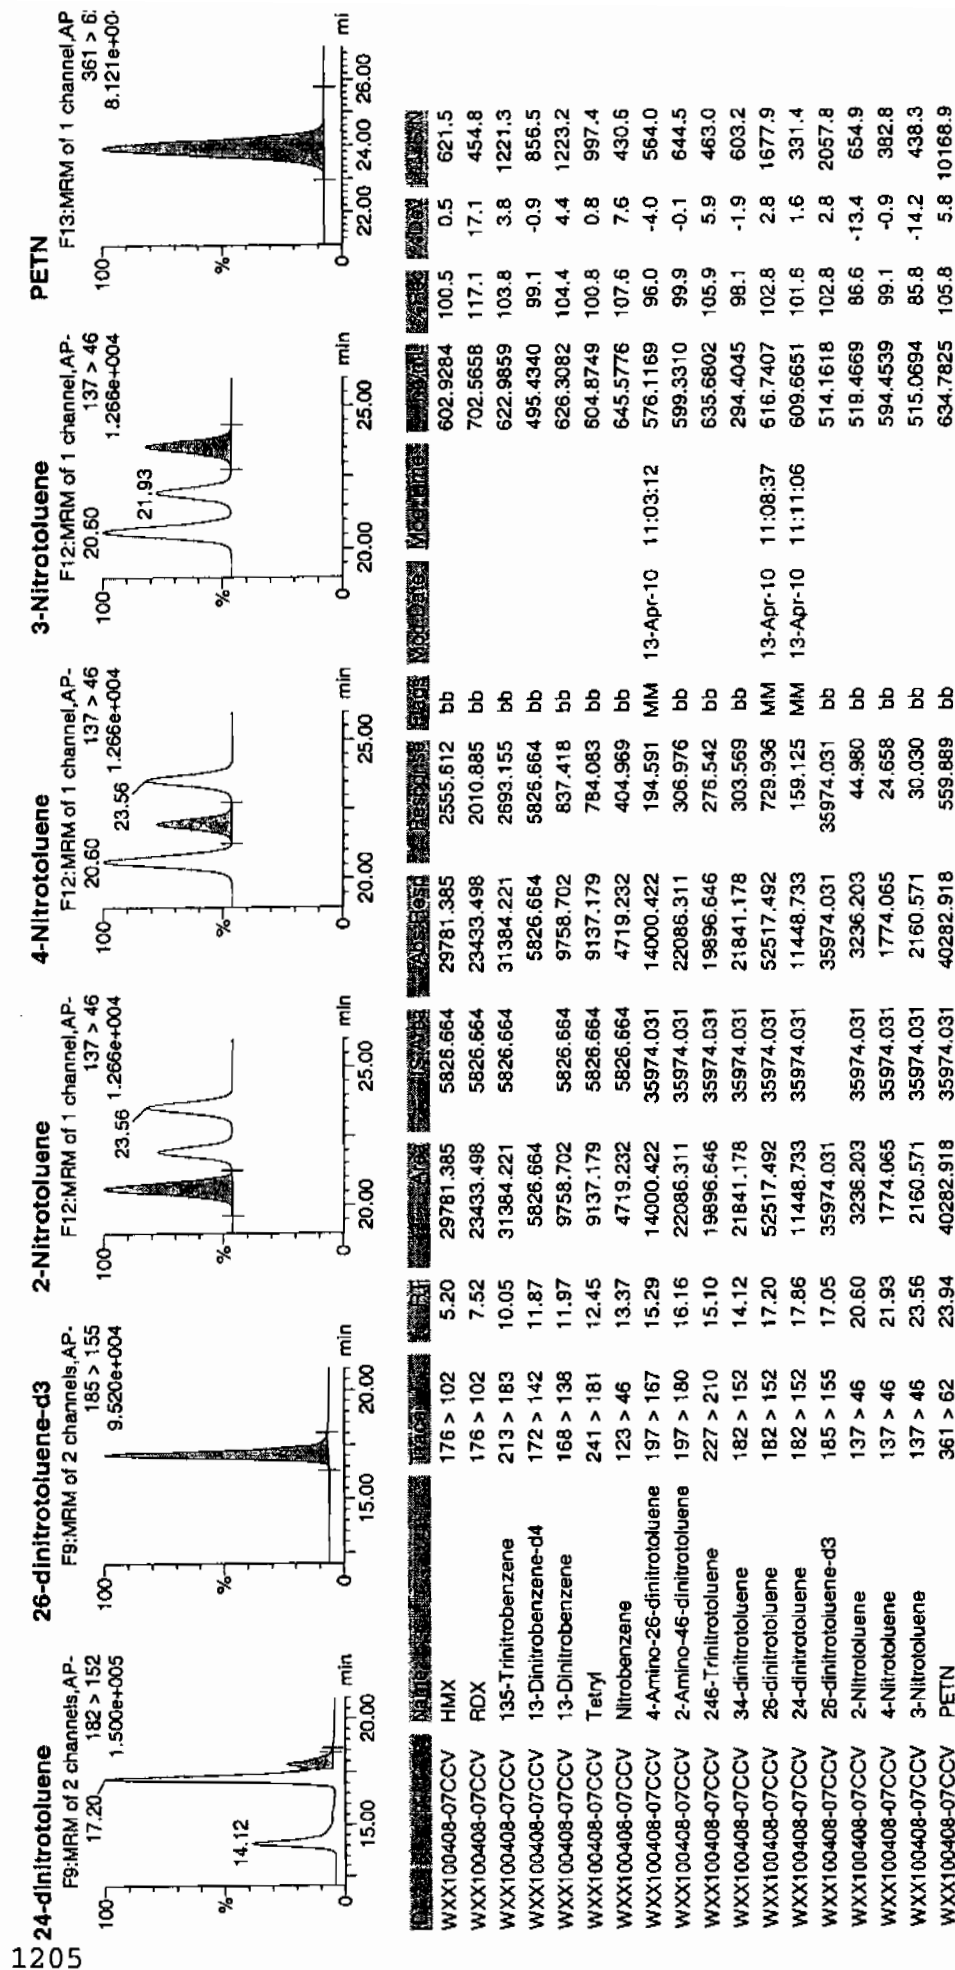 1205
24-dinitrotoluene
F9:MRM of 2 channels,AP-
182 > 152
1.500e+005
100
17.20
14.12
%
0
15.00 20.00 min
26-dinitrotoluene-d3
F9:MRM of 2 channels,AP-
185 > 155
9.520e+004
100
%
0
15.00 20.00 min
2-Nitrotoluene
F12:MRM of 1 channel,AP-
137 > 46
1.266e+004
100
23.56
%
0
20.00 25.00 min
4-Nitrotoluene
F12:MRM of 1 channel,AP-
137 > 46
1.266e+004
100
20.60
23.56
%
0
20.00 25.00 min
3-Nitrotoluene
F12:MRM of 1 channel,AP-
137 > 46
1.266e+004
100
20.60
21.93
%
0
20.00 25.00 min
PETN
F13:MRM of 1 channel,AP
361 > 6
8.121e+00
100
%
0
22.00 24.00 26.00 mi
Name Trace RT Area IS Area Abs Resp Response Flags Mod Date Mod Time
WXX100408-07CCV HMX 176 > 102 5.20 29781.385 5826.664 29781.385 2555.612 bb 602.9284 100.5 0.5 621.5
WXX100408-07CCV RDX 176 > 102 7.52 23433.498 5826.664 23433.498 2010.885 bb 702.5658 117.1 17.1 454.8
WXX100408-07CCV 135-Trinitrobenzene 213 > 183 10.05 31384.221 5826.664 31384.221 2693.155 bb 622.9859 103.8 3.8 1221.3
WXX100408-07CCV 13-Dinitrobenzene-d4 172 > 142 11.87 5826.664 5826.664 5826.664 bb 495.4340 99.1 -0.9 856.5
WXX100408-07CCV 13-Dinitrobenzene 168 > 138 11.97 9758.702 5826.664 9758.702 837.418 bb 626.3082 104.4 4.4 1223.2
WXX100408-07CCV Tetryl 241 > 181 12.45 9137.179 5826.664 9137.179 784.083 bb 604.8749 100.8 0.8 997.4
WXX100408-07CCV Nitrobenzene 123 > 46 13.37 4719.232 5826.664 4719.232 404.969 bb 645.5776 107.6 7.6 430.6
WXX100408-07CCV 4-Amino-26-dinitrotoluene 197 > 167 15.29 14000.422 35974.031 14000.422 194.591 MM 13-Apr-10 11:03:12 576.1169 96.0 -4.0 564.0
WXX100408-07CCV 2-Amino-46-dinitrotoluene 197 > 180 16.16 22086.311 35974.031 22086.311 306.976 bb 599.3310 99.9 -0.1 644.5
WXX100408-07CCV 246-Trinitrotoluene 227 > 210 15.10 19896.646 35974.031 19896.646 276.542 bb 635.6802 105.9 5.9 463.0
WXX100408-07CCV 34-dinitrotoluene 182 > 152 14.12 21841.178 35974.031 21841.178 303.569 bb 294.4045 98.1 -1.9 603.2
WXX100408-07CCV 26-dinitrotoluene 182 > 152 17.20 52517.492 35974.031 52517.492 729.936 MM 13-Apr-10 11:08:37 616.7407 102.8 2.8 1677.9
WXX100408-07CCV 24-dinitrotoluene 182 > 152 17.86 11448.733 35974.031 11448.733 159.125 MM 13-Apr-10 11:11:06 609.6651 101.6 1.6 331.4
WXX100408-07CCV 26-dinitrotoluene-d3 185 > 155 17.05 35974.031 35974.031 35974.031 bb 514.1618 102.8 2.8 2057.8
WXX100408-07CCV 2-Nitrotoluene 137 > 46 20.60 3236.203 35974.031 3236.203 44.980 bb 519.4669 86.6 -13.4 654.9
WXX100408-07CCV 4-Nitrotoluene 137 > 46 21.93 1774.065 35974.031 1774.065 24.658 bb 594.4539 99.1 -0.9 382.8
WXX100408-07CCV 3-Nitrotoluene 137 > 46 23.56 2160.571 35974.031 2160.571 30.030 bb 515.0694 85.8 -14.2 438.3
WXX100408-07CCV PETN 361 > 62 23.94 40282.918 35974.031 40282.918 559.889 bb 634.7825 105.8 5.8 10168.9